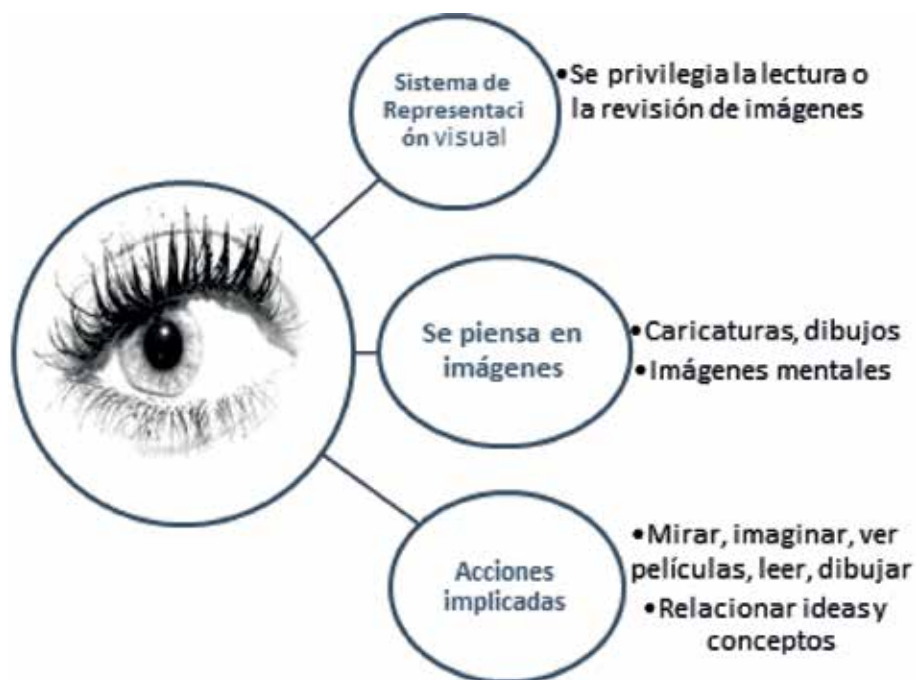 Sistema de
Representaci
ón visual
•Se privilegia la lectura o
la revisión de imágenes
Se piensa en
imágenes
•Caricaturas, dibujos
•Imágenes mentales
Acciones
implicadas
•Mirar, imaginar, ver
películas, leer, dibujar
•Relacionar ideas y
conceptos